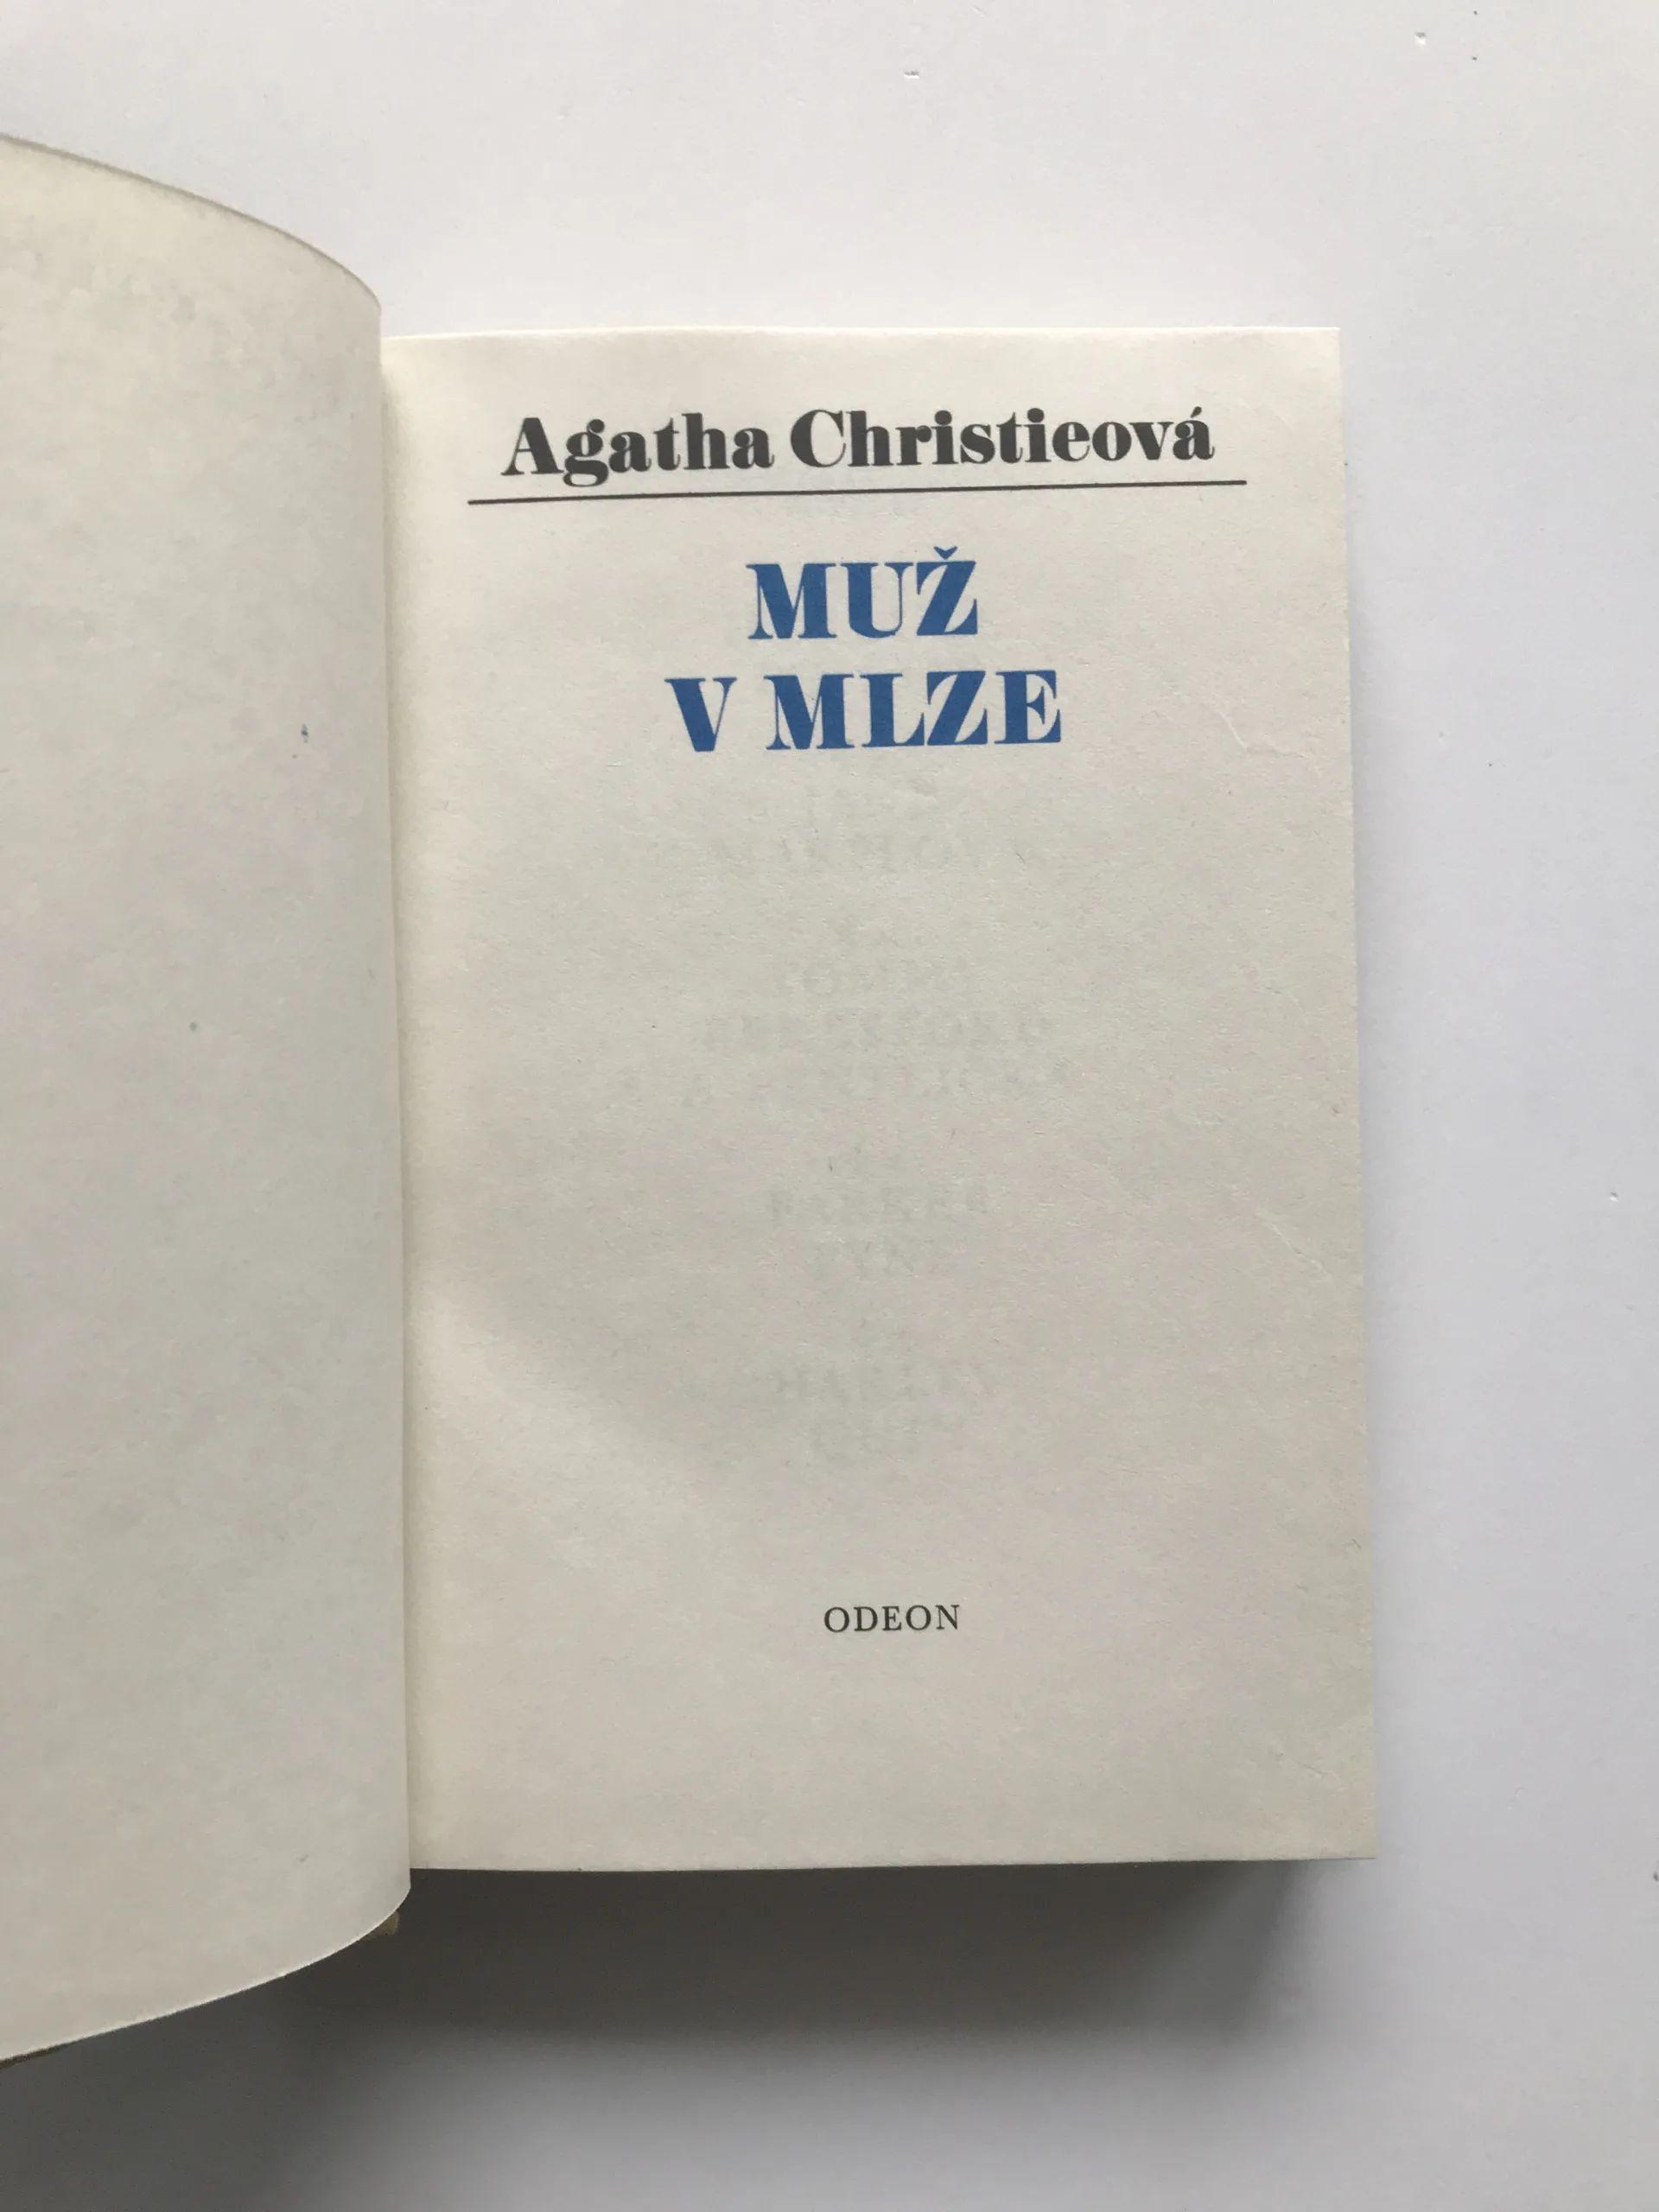 Agatha Christieová
MUŽ
V MLZE
ODEON